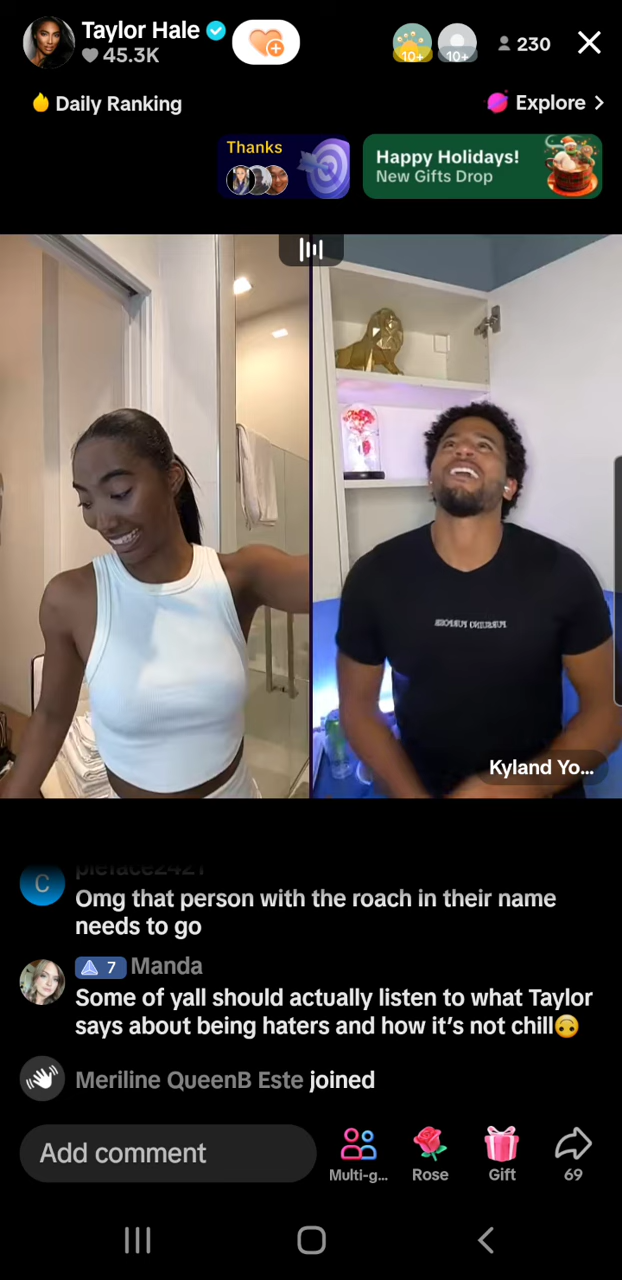 Taylor Hale
45.3K
10+
10+
230
Daily Ranking
Explore
Thanks
Happy Holidays!
New Gifts Drop
Kyland Yo...
pieface2421
C
Omg that person with the roach in their name
needs to go
7 Manda
Some of yall should actually listen to what Taylor
says about being haters and how it's not chill🙃
Meriline QueenB Este joined
Add comment
Multi-g...
Rose
Gift
69